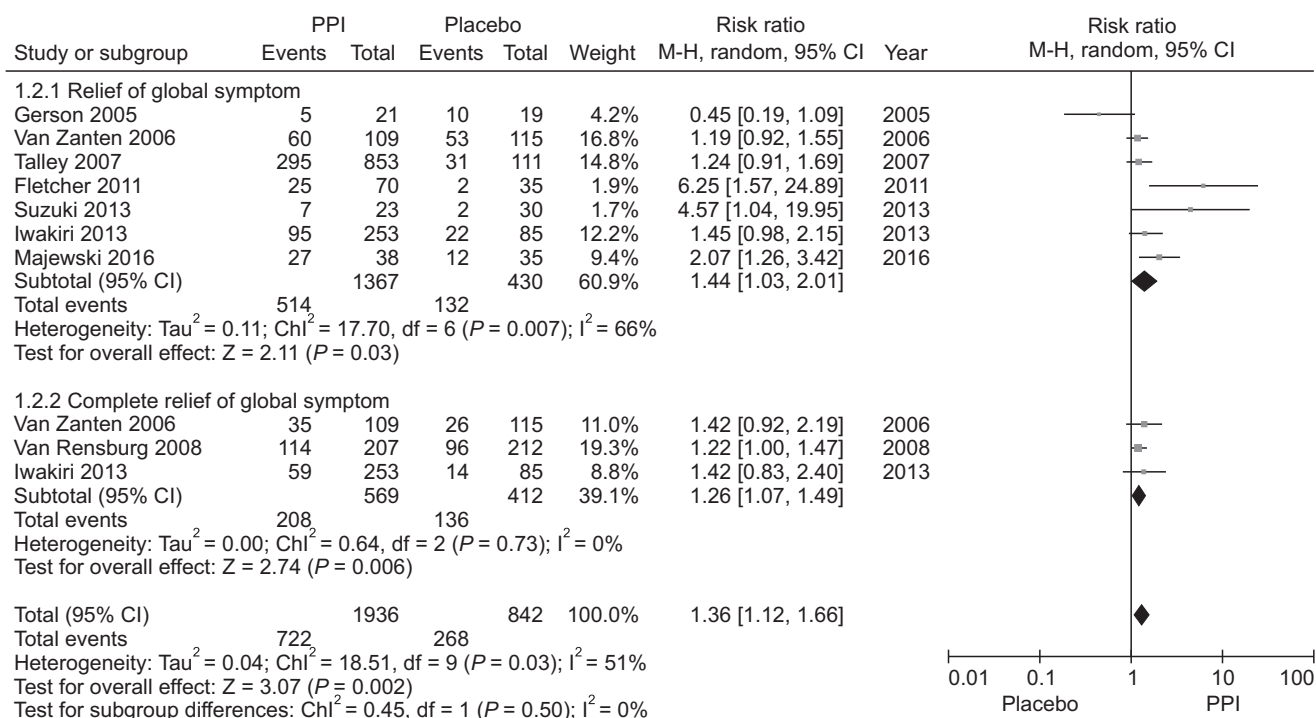 PPI Placebo Risk ratio Risk ratio
Study or subgroup Events Total Events Total Weight M-H, random, 95% CI Year M-H, random, 95% CI
1.2.1 Relief of global symptom
Gerson 2005 5 21 10 19 4.2% 0.45 [0.19, 1.09] 2005
Van Zanten 2006 60 109 53 115 16.8% 1.19 [0.92, 1.55] 2006
Talley 2007 295 853 31 111 14.8% 1.24 [0.91, 1.69] 2007
Fletcher 2011 25 70 2 35 1.9% 6.25 [1.57, 24.89] 2011
Suzuki 2013 7 23 2 30 1.7% 4.57 [1.04, 19.95] 2013
Iwakiri 2013 95 253 22 85 12.2% 1.45 [0.98, 2.15] 2013
Majewski 2016 27 38 12 35 9.4% 2.07 [1.26, 3.42] 2016
Subtotal (95% CI) 1367 430 60.9% 1.44 [1.03, 2.01]
Total events 514 132
Heterogeneity: Tau² = 0.11; ChI² = 17.70, df = 6 (P = 0.007); I² = 66%
Test for overall effect: Z = 2.11 (P = 0.03)
1.2.2 Complete relief of global symptom
Van Zanten 2006 35 109 26 115 11.0% 1.42 [0.92, 2.19] 2006
Van Rensburg 2008 114 207 96 212 19.3% 1.22 [1.00, 1.47] 2008
Iwakiri 2013 59 253 14 85 8.8% 1.42 [0.83, 2.40] 2013
Subtotal (95% CI) 569 412 39.1% 1.26 [1.07, 1.49]
Total events 208 136
Heterogeneity: Tau² = 0.00; ChI² = 0.64, df = 2 (P = 0.73); I² = 0%
Test for overall effect: Z = 2.74 (P = 0.006)
Total (95% CI) 1936 842 100.0% 1.36 [1.12, 1.66]
Total events 722 268
Heterogeneity: Tau² = 0.04; ChI² = 18.51, df = 9 (P = 0.03); I² = 51%
Test for overall effect: Z = 3.07 (P = 0.002)
Test for subgroup differences: ChI² = 0.45, df = 1 (P = 0.50); I² = 0%
0.01 0.1 1 10 100
Placebo PPI